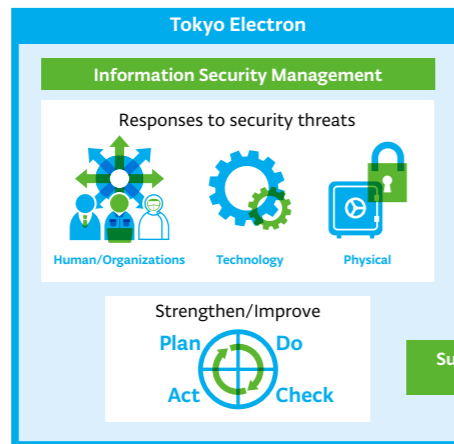 Tokyo Electron
Information Security Management
Responses to security threats
Human/Organizations Technology Physical
Strengthen/Improve
Plan Do
Act Check